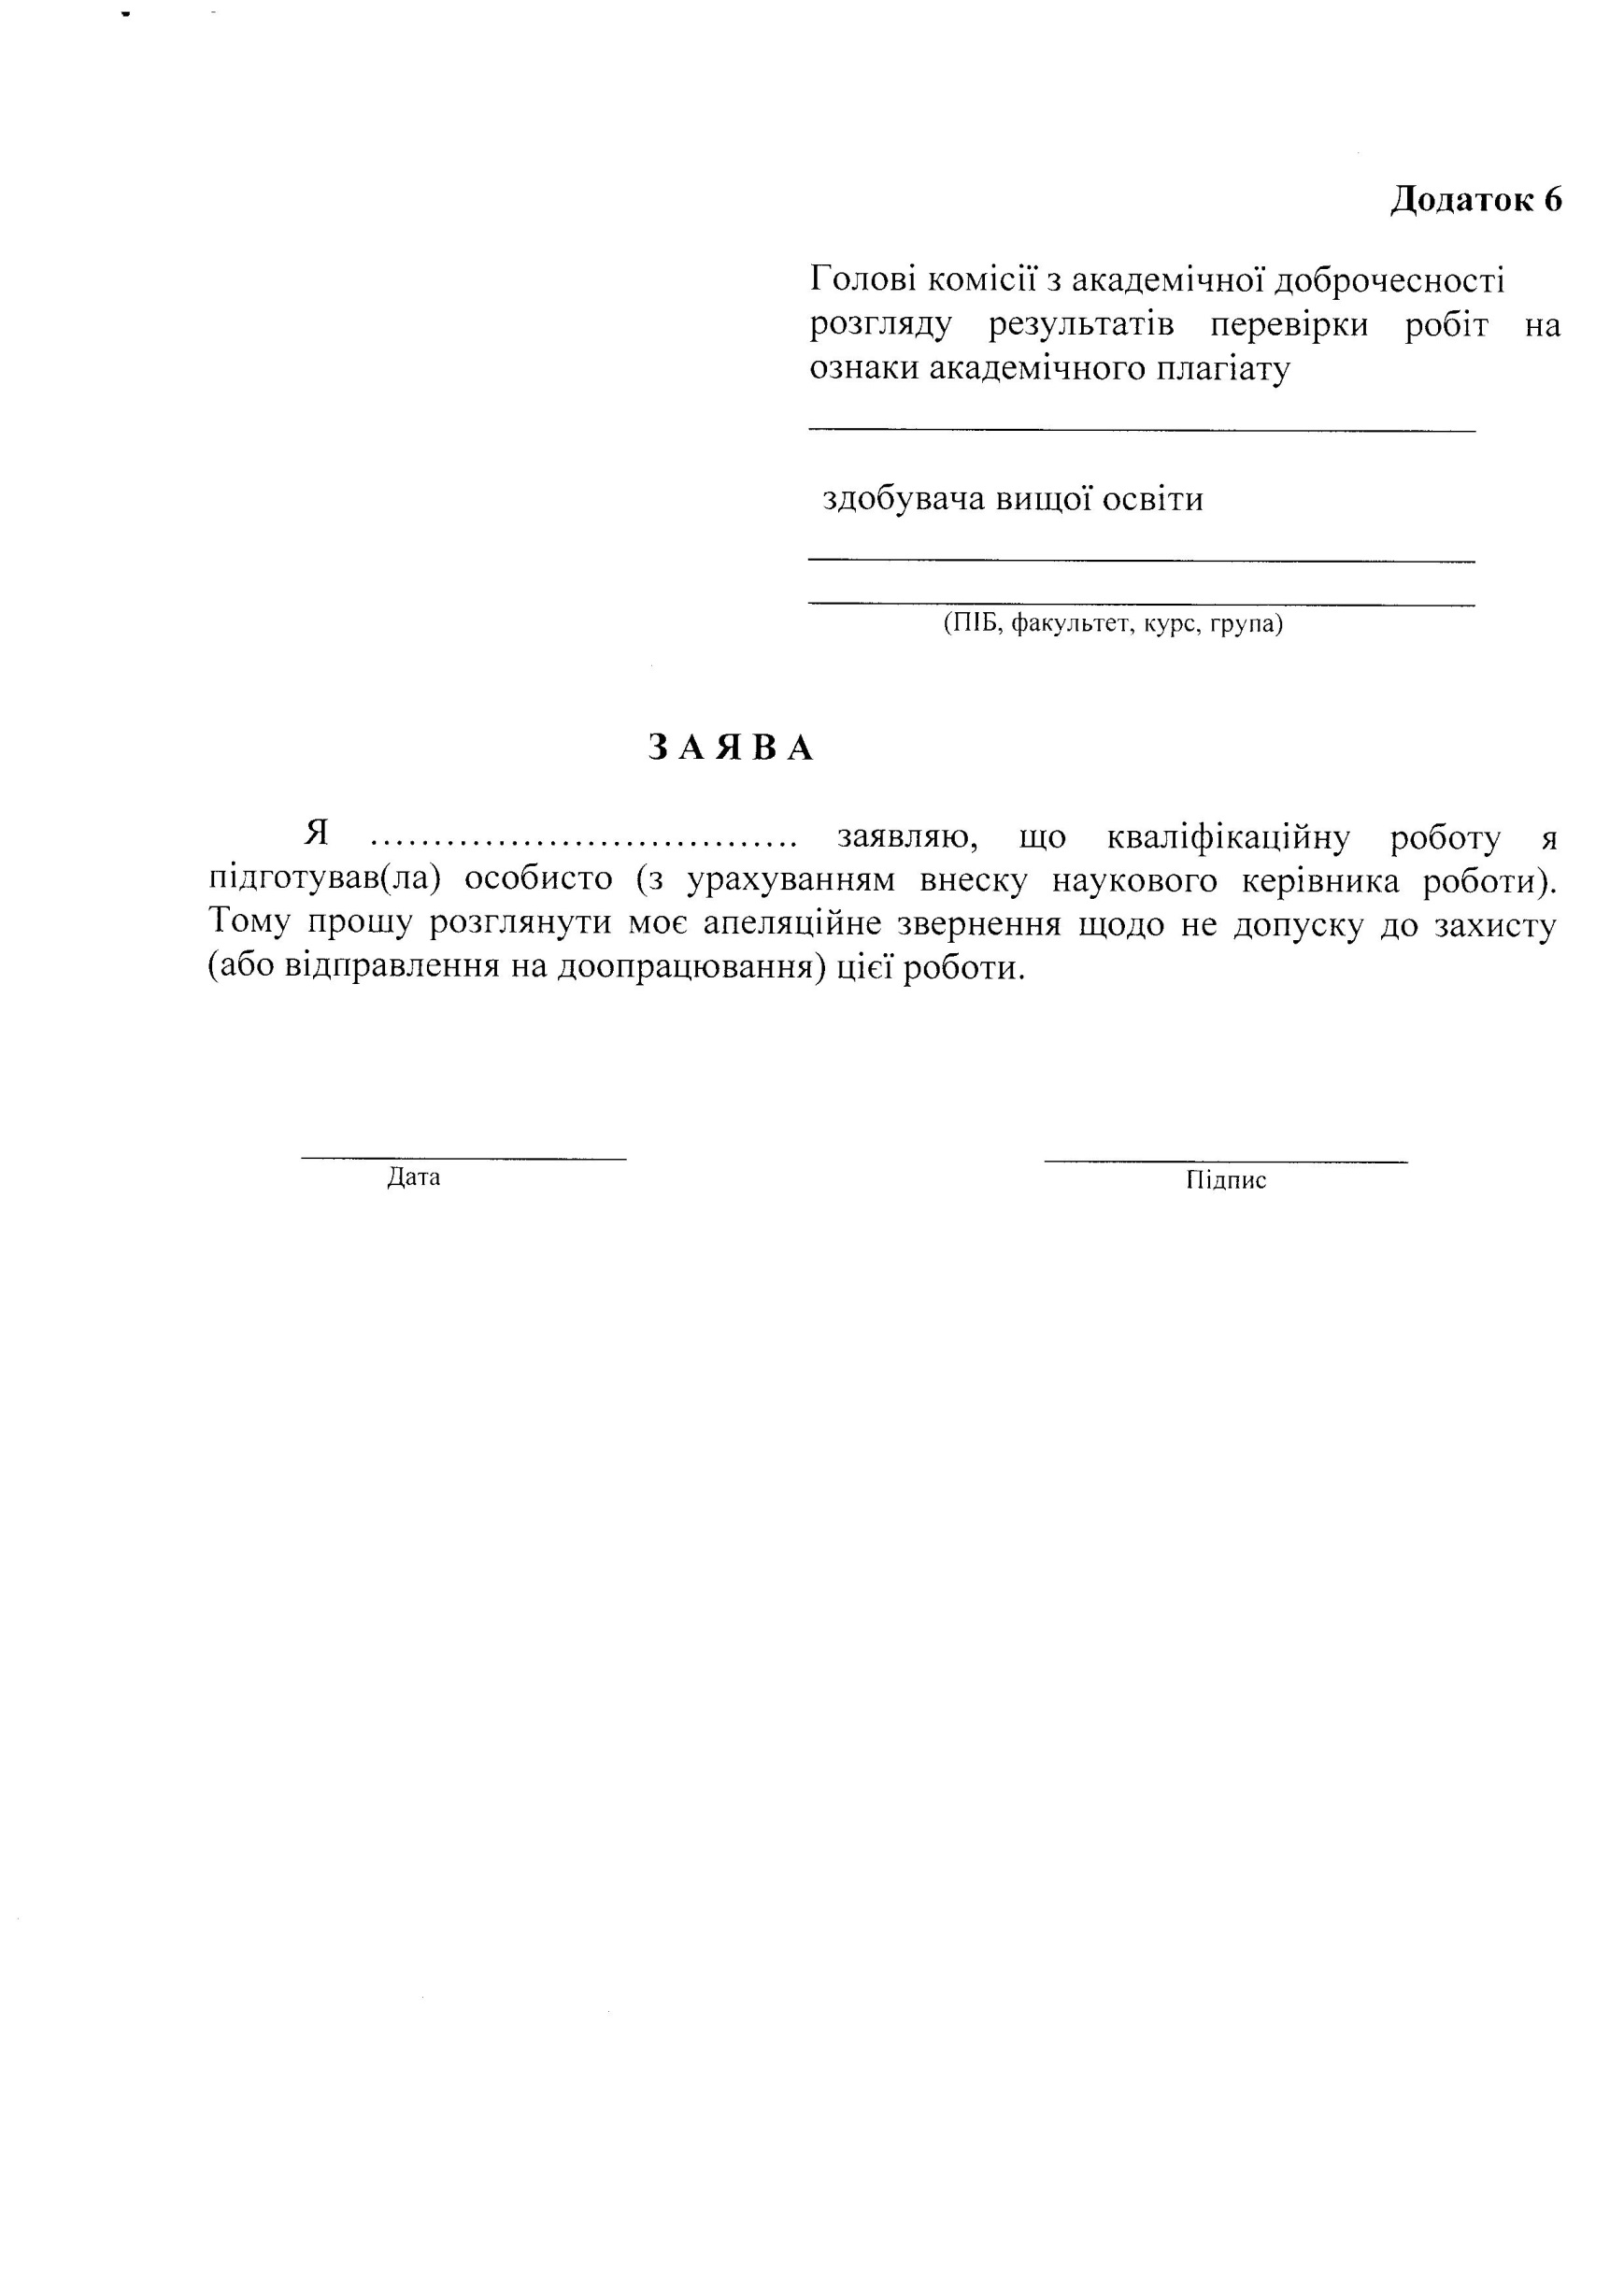 Додаток 6
Голові комісії з академічної доброчесності
розгляду результатів перевірки робіт на
ознаки академічного плагіату
здобувача вищої освіти
(ПІБ, факультет, курс, група)
З А Я В А
Я .................................. заявляю, що кваліфікаційну роботу я
підготував(ла) особисто (з урахуванням внеску наукового керівника роботи).
Тому прошу розглянути моє апеляційне звернення щодо не допуску до захисту
(або відправлення на доопрацювання) цієї роботи.
Дата
Підпис